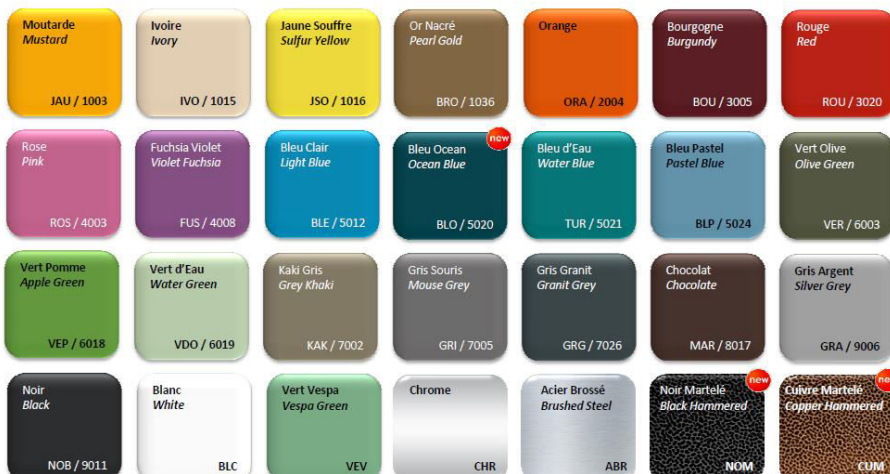 Moutarde
Mustard
JAU / 1003
Ivoire
Ivory
IVO / 1015
Jaune Souffre
Sulfur Yellow
JSO / 1016
Or Nacré
Pearl Gold
BRO / 1036
Orange
ORA / 2004
Bourgogne
Burgundy
BOU / 3005
Rouge
Red
ROU / 3020
Rose
Pink
ROS / 4003
Fuchsia Violet
Violet Fuchsia
FUS / 4008
Bleu Clair
Light Blue
BLE / 5012
new
Bleu Ocean
Ocean Blue
BLO / 5020
Bleu d'Eau
Water Blue
TUR / 5021
Bleu Pastel
Pastel Blue
BLP / 5024
Vert Olive
Olive Green
VER / 6003
Vert Pomme
Apple Green
VEP / 6018
Vert d'Eau
Water Green
VDO / 6019
Kaki Gris
Grey Khaki
KAK / 7002
Gris Souris
Mouse Grey
GRI / 7005
Gris Granit
Granit Grey
GRG / 7026
Chocolat
Chocolate
MAR / 8017
Gris Argent
Silver Grey
GRA / 9006
Noir
Black
NOB / 9011
Blanc
White
BLC
Vert Vespa
Vespa Green
VEV
Chrome
CHR
Acier Brossé
Brushed Steel
ABR
new
Noir Martelé
Black Hammered
NOM
new
Cuivre Martelé
Copper Hammered
CUM